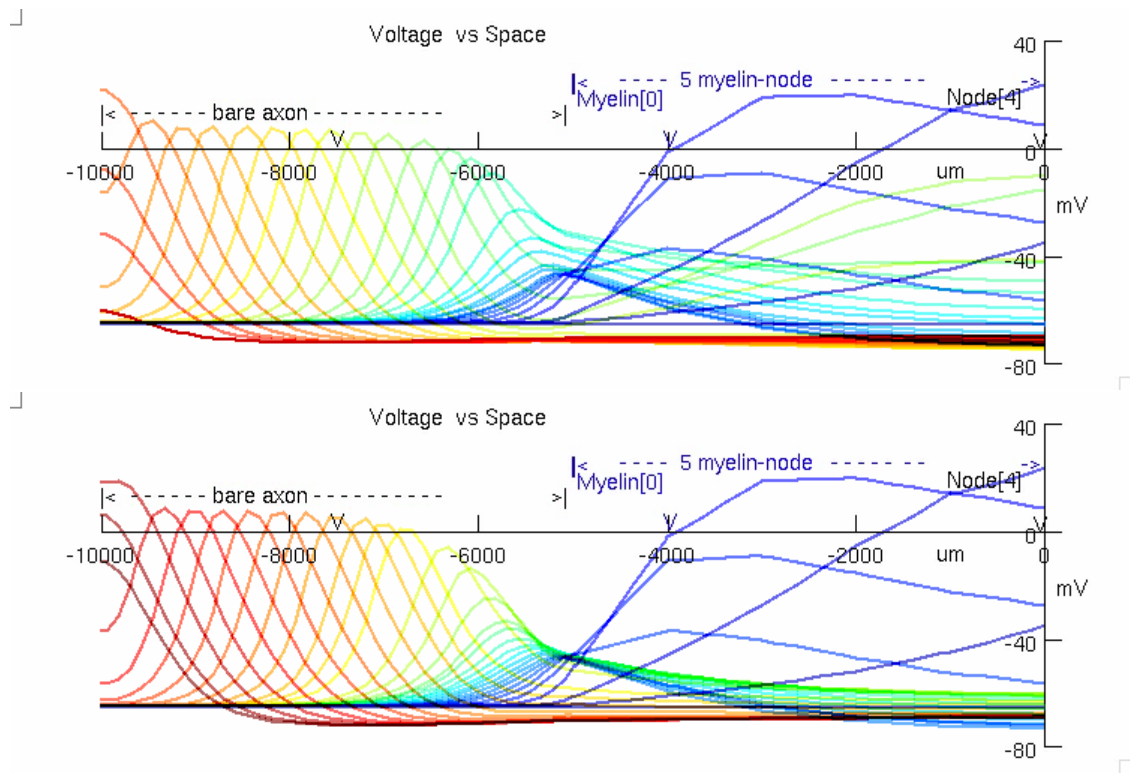 Voltage vs Space
40
|< - - - - 5 myelin-node - - - - - - ->
Myelin[0]
Node[4]
|< - - - - - - bare axon - - - - - - - - >|
V V V
-10000 -8000 -6000 -4000 -2000 um 0 0
mV
-40
-80
Voltage vs Space
40
|< - - - - 5 myelin-node - - - - - - ->
Myelin[0]
Node[4]
|< - - - - - - bare axon - - - - - - - - >|
V V V
-10000 -8000 -6000 -4000 -2000 um 0 0
mV
-40
-80